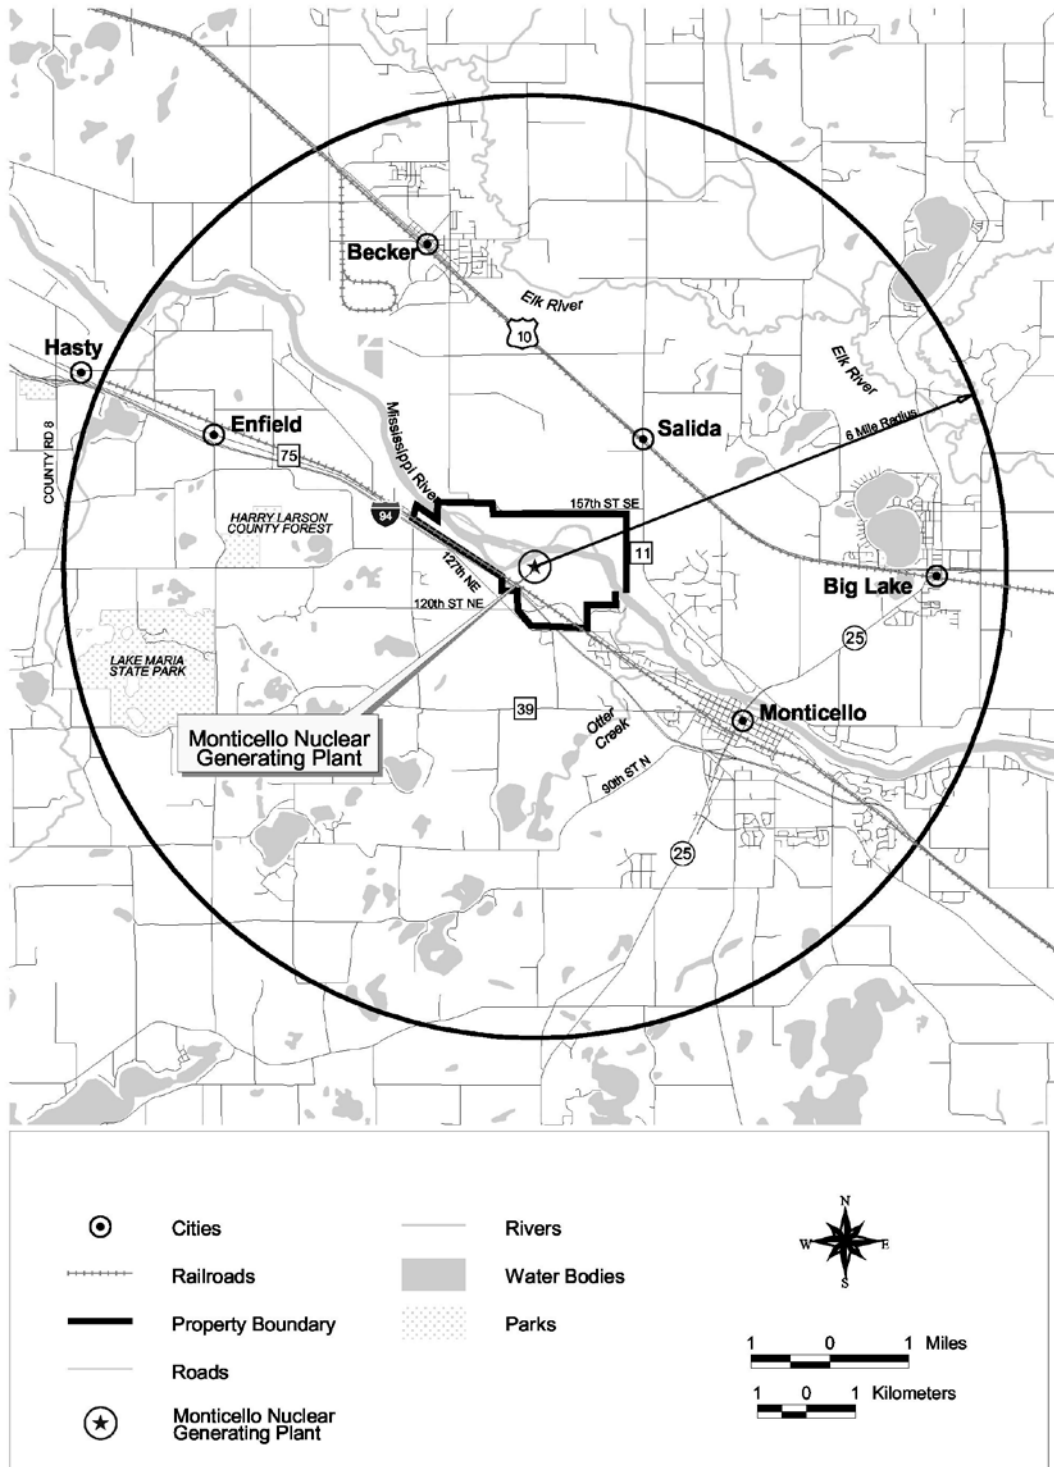 Becker
Elk River
10
Hasty
Elk River
Enfield
Mississippi River
Salida
6 Mile Radius
75
COUNTY RD 8
157th ST SE
HARRY LARSON
COUNTY FOREST
94
11
127th NE
Big Lake
120th ST NE
25
LAKE MARIA
STATE PARK
39
Monticello
Otter
Creek
Monticello Nuclear
Generating Plant
90th ST N
25
Cities
Railroads
Property Boundary
Roads
Monticello Nuclear
Generating Plant
Rivers
Water Bodies
Parks
N
W E
S
1 0 1 Miles
1 0 1 Kilometers